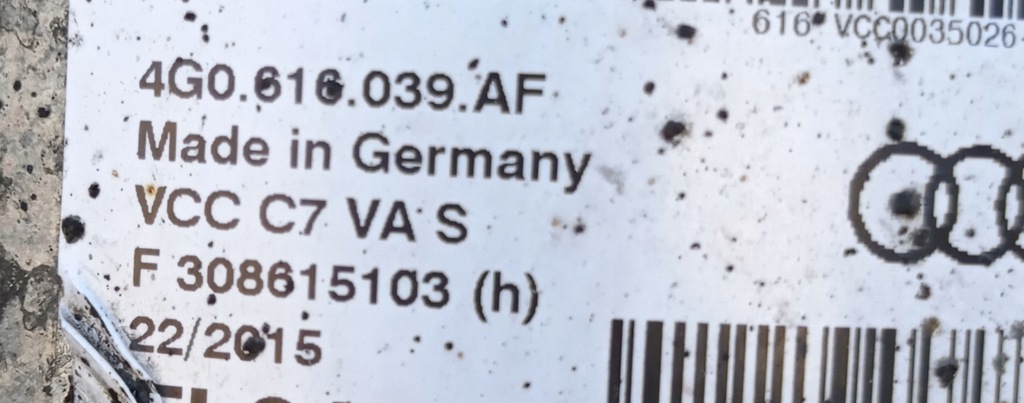 616 VCC0035026
4G0.616.039.AF
Made in Germany
VCC C7 VA S
F 308615103 (h)
22/2015